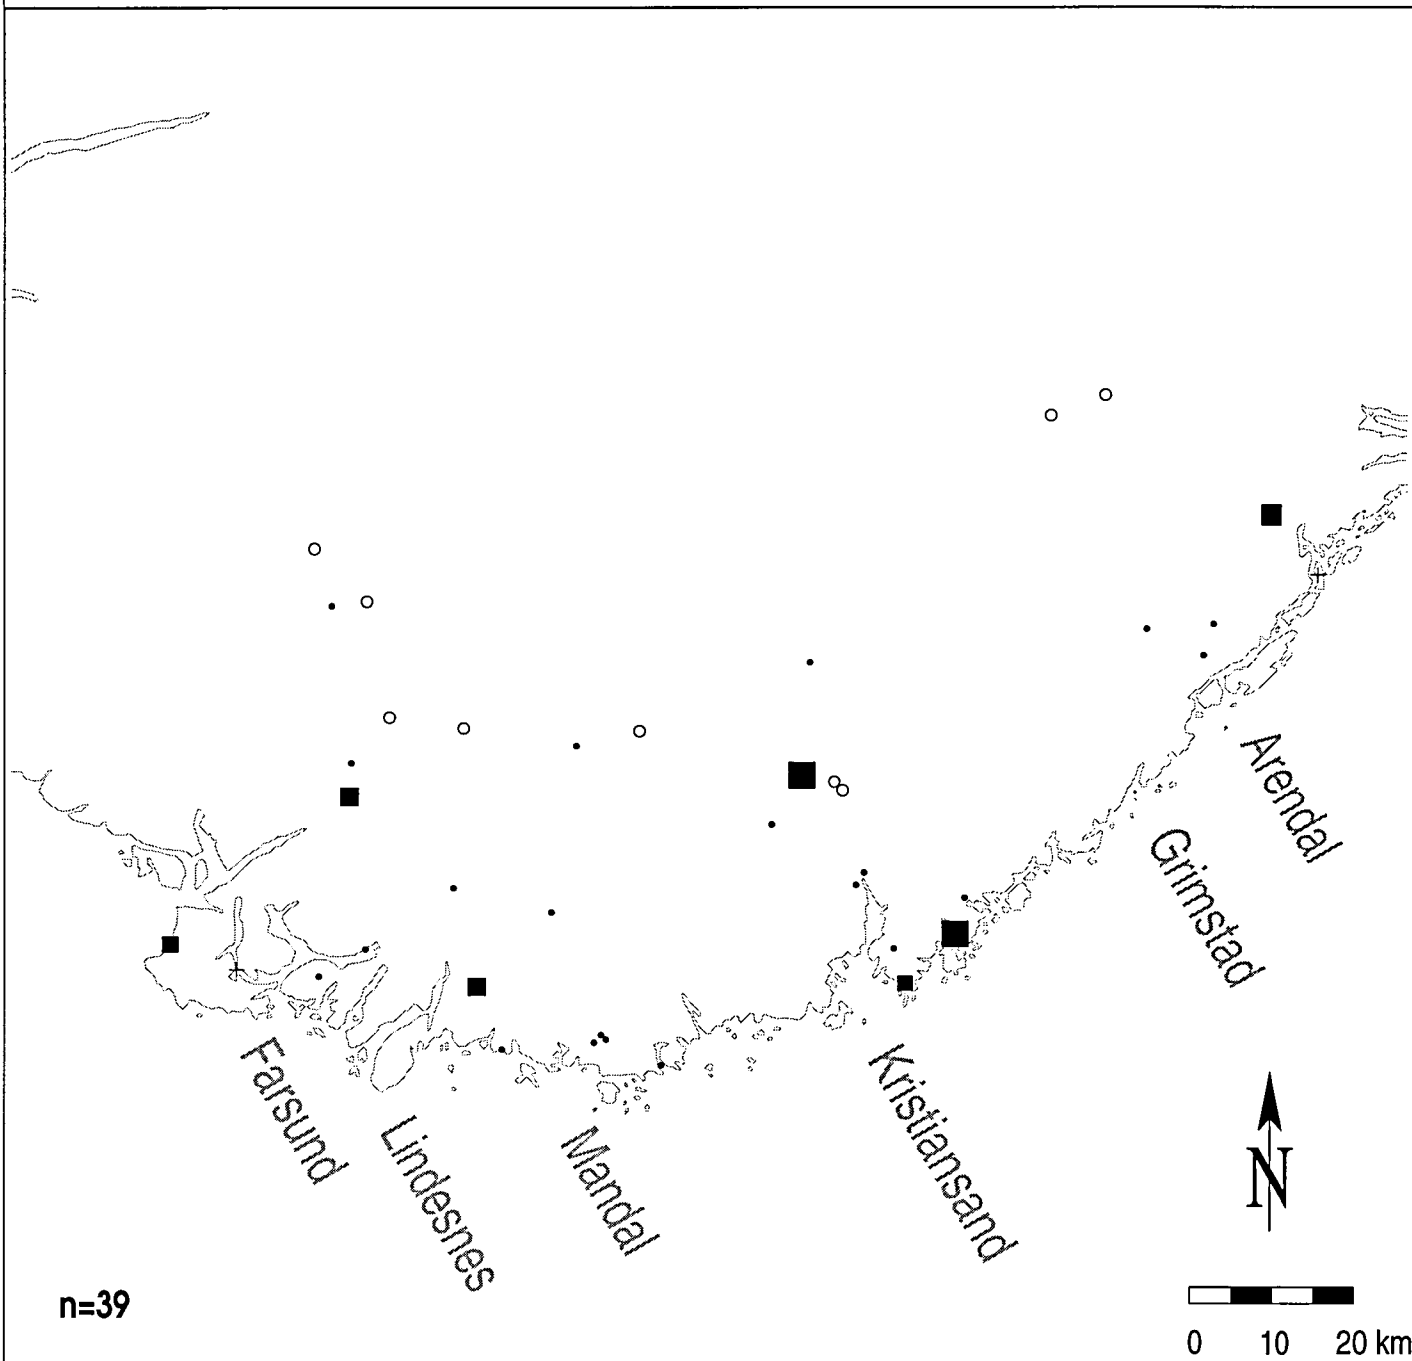 Arendal
Grimstad
Kristiansand
Farsund
Lindesnes
Mandal
N
n=39
0 10 20 km